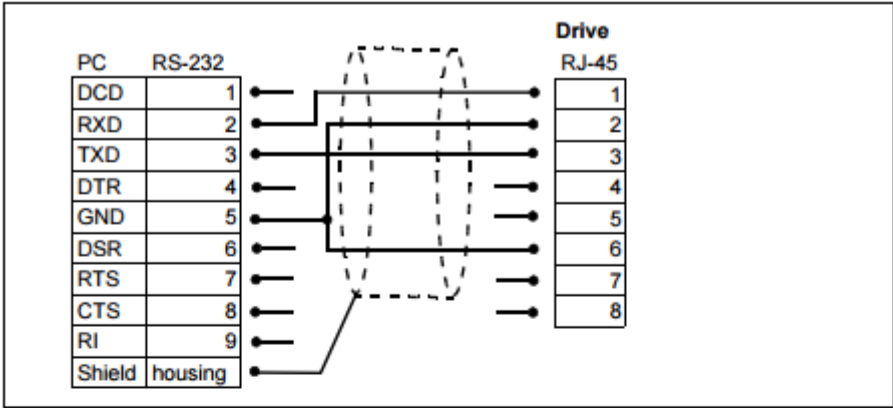 Drive
PC RS-232 RJ-45
DCD 1 1
RXD 2 2
TXD 3 3
DTR 4 4
GND 5 5
DSR 6 6
RTS 7 7
CTS 8 8
RI 9
Shield housing